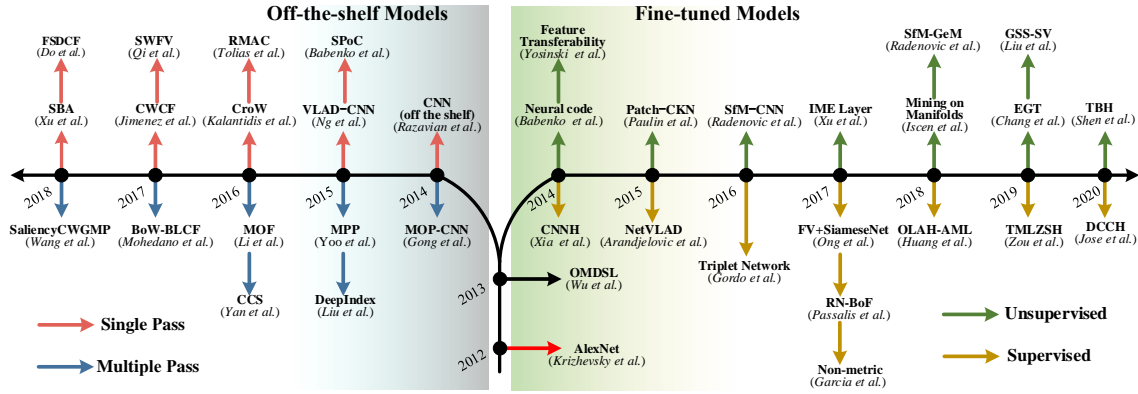 Off-the-shelf Models
Fine-tuned Models
FSDCF
(Do et al.)
SWFV
(Qi et al.)
RMAC
(Tolias et al.)
SPoC
(Babenko et al.)
Feature
Transferability
(Yosinski et al.)
SfM-GeM
(Radenovic et al.)
GSS-SV
(Liu et al.)
SBA
(Xu et al.)
CWCF
(Jimenez et al.)
CroW
(Kalantidis et al.)
VLAD-CNN
(Ng et al.)
CNN
(off the shelf)
(Razavian et al.)
Neural code
(Babenko et al.)
Patch-CKN
(Paulin et al.)
SfM-CNN
(Radenovic et al.)
IME Layer
(Xu et al.)
Mining on
Manifolds
(Iscen et al.)
EGT
(Chang et al.)
TBH
(Shen et al.)
2018
2017
2016
2015
2014
2014
2015
2016
2017
2018
2019
2020
SaliencyCWGMP
(Wang et al.)
BoW-BLCF
(Mohedano et al.)
MOF
(Li et al.)
MPP
(Yoo et al.)
MOP-CNN
(Gong et al.)
CNNH
(Xia et al.)
NetVLAD
(Arandjelovic et al.)
Triplet Network
(Gordo et al.)
FV+SiameseNet
(Ong et al.)
OLAH-AML
(Huang et al.)
TMLZSH
(Zou et al.)
DCCH
(Jose et al.)
2013
OMDSL
(Wu et al.)
CCS
(Yan et al.)
DeepIndex
(Liu et al.)
RN-BoF
(Passalis et al.)
2012
AlexNet
(Krizhevsky et al.)
Non-metric
(Garcia et al.)
Single Pass
Multiple Pass
Unsupervised
Supervised